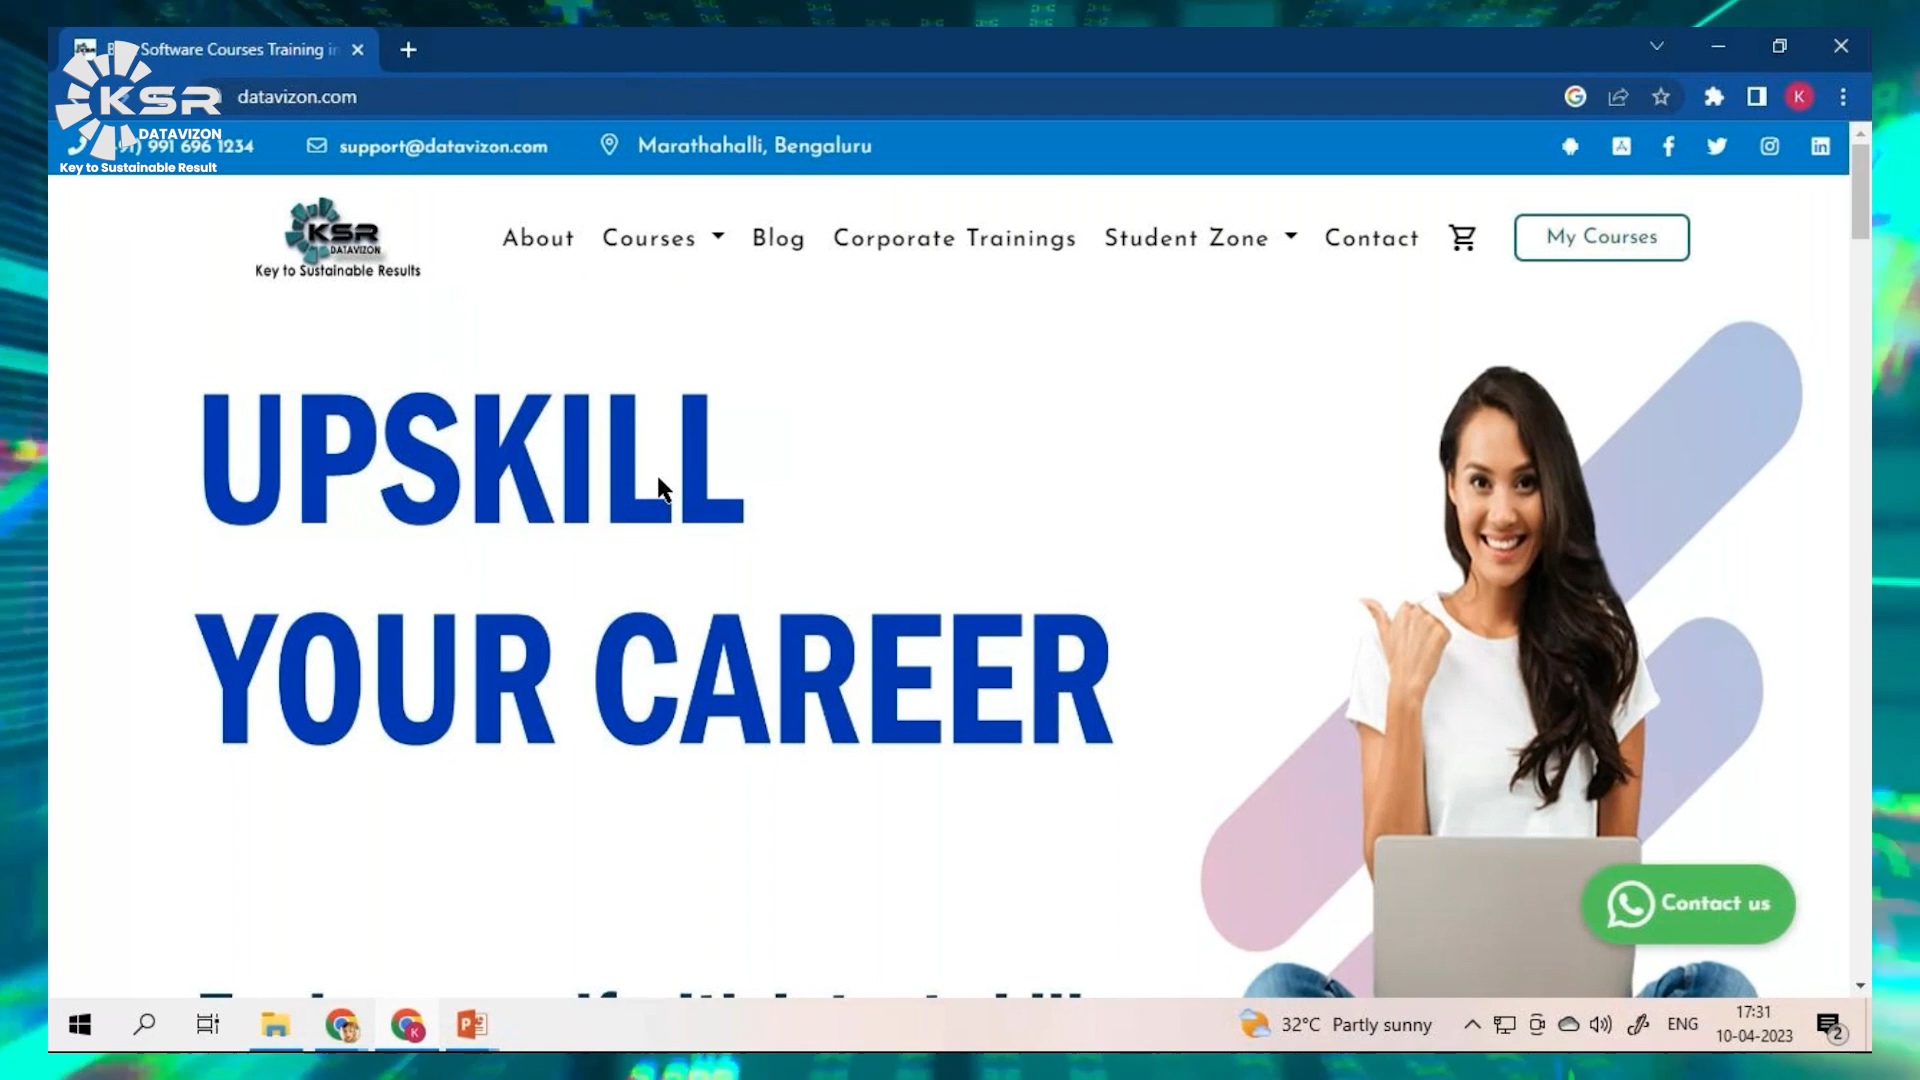 Software Courses Training in
KSR
DATAVIZON
Key to Sustainable Result
datavizon.com
K
991 696 1234
support@datavizon.com
Marathahalli, Bengaluru
KSR
DATAVIZON
Key to Sustainable Results
About
Courses
Blog
Corporate Trainings
Student Zone
Contact
My Courses
UPSKILL
YOUR CAREER
Contact us
32°C Partly sunny
ENG
17:31
10-04-2023
2